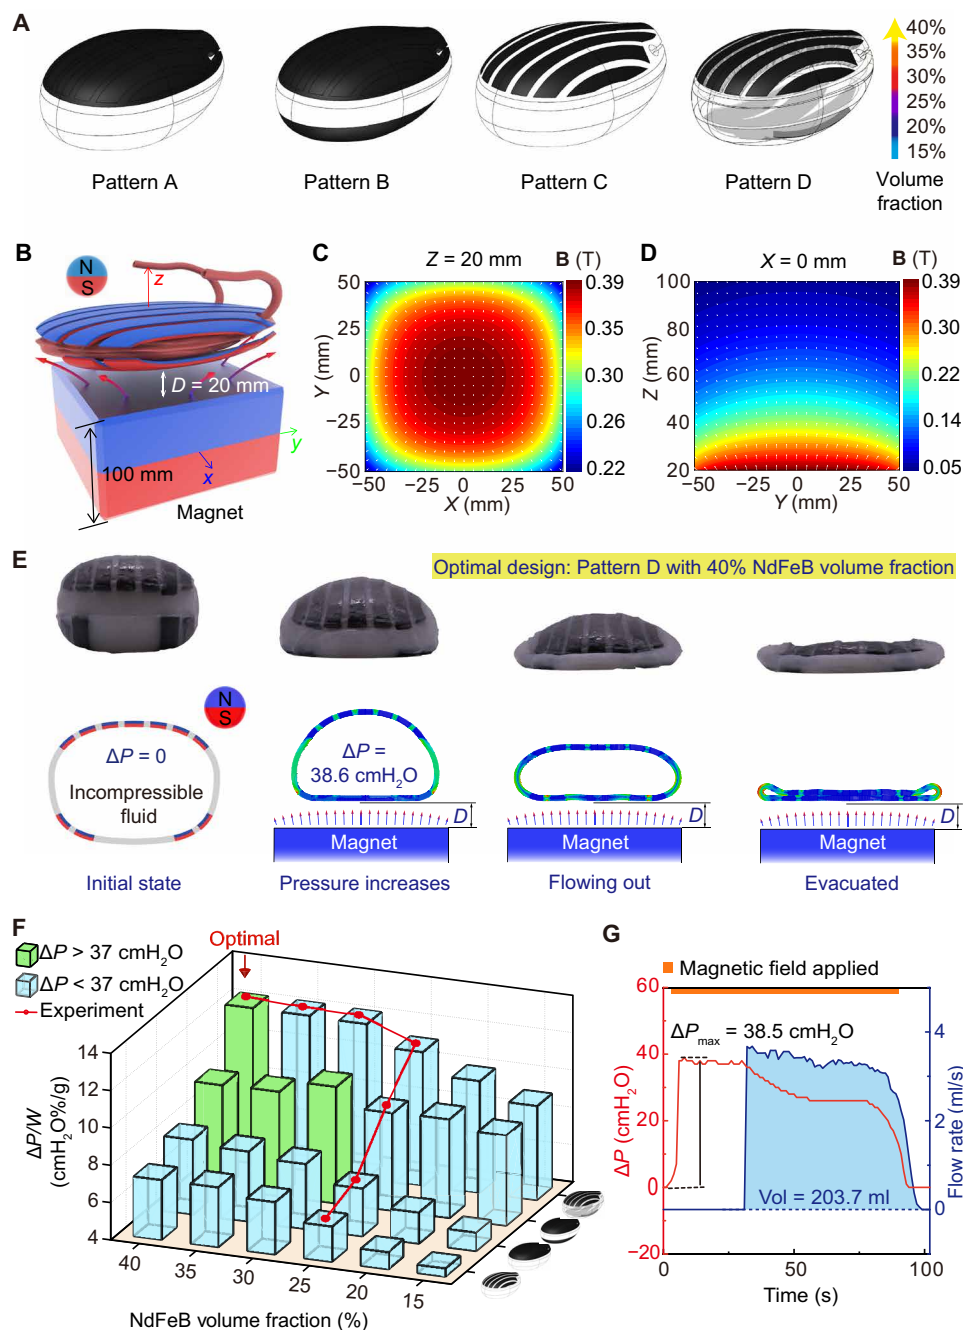 A
Pattern A
Pattern B
Pattern C
Pattern D
40%
35%
30%
25%
20%
15%
Volume
fraction
B
N
S
z
D = 20 mm
100 mm
y
x
Magnet
C
Z = 20 mm
B (T)
50
25
0
−25
−50
Y (mm)
−50 −25 0 25 50
X (mm)
0.39
0.35
0.30
0.26
0.22
D
X = 0 mm
B (T)
100
80
60
40
20
Z (mm)
−50 −25 0 25 50
Y (mm)
0.39
0.33
0.24
0.14
0.05
E
Optimal design: Pattern D with 40% NdFeB volume fraction
N
S
ΔP = 0
Incompressible
fluid
ΔP =
38.6 cmH₂O
D
D
D
Magnet
Magnet
Magnet
Initial state
Pressure increases
Flowing out
Evacuated
F
ΔP > 37 cmH₂O
ΔP < 37 cmH₂O
Experiment
Optimal
14
12
10
8
6
4
ΔP/W
(cmH₂O%/g)
40
35
30
25
20
15
NdFeB volume fraction (%)
G
Magnetic field applied
60
40
20
0
−20
ΔP (cmH₂O)
ΔPmax = 38.5 cmH₂O
Vol = 203.7 ml
4
2
0
Flow rate (ml/s)
0 50 100
Time (s)